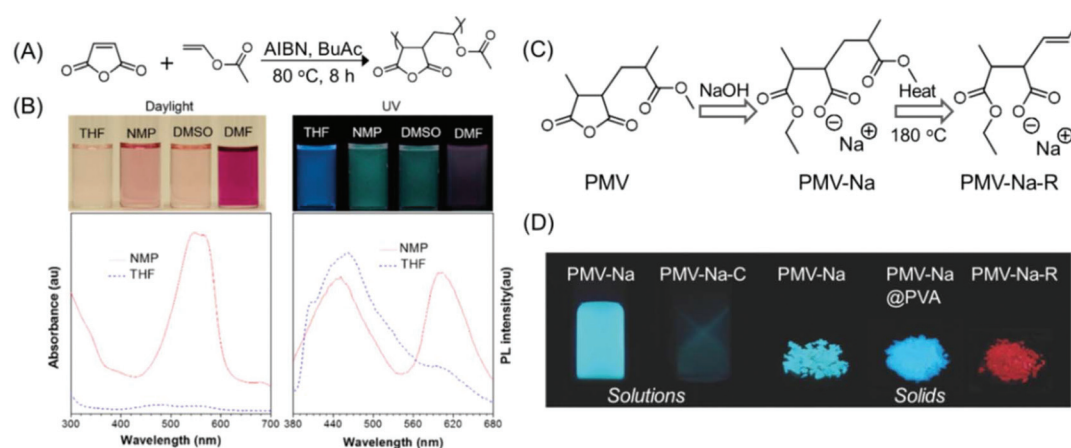 (A)
O
O
O
+
O
O
AIBN, BuAc
80 °C, 8 h
O
O
O
O
O
(B)
Daylight
THF NMP DMSO DMF
UV
THF NMP DMSO DMF
Absorbance (au)
NMP
THF
300 400 500 600 700
Wavelength (nm)
NMP
THF
PL intensity(au)
380 440 500 560 620 680
Wavelength (nm)
(C)
O
O
O
O
O
PMV
NaOH
O
O
O
O
O
O
⊖
Na⊕
PMV-Na
Heat
180 °C
O
O
O
O
⊖
Na⊕
PMV-Na-R
(D)
PMV-Na PMV-Na-C PMV-Na PMV-Na PMV-Na-R
@PVA
Solutions Solids